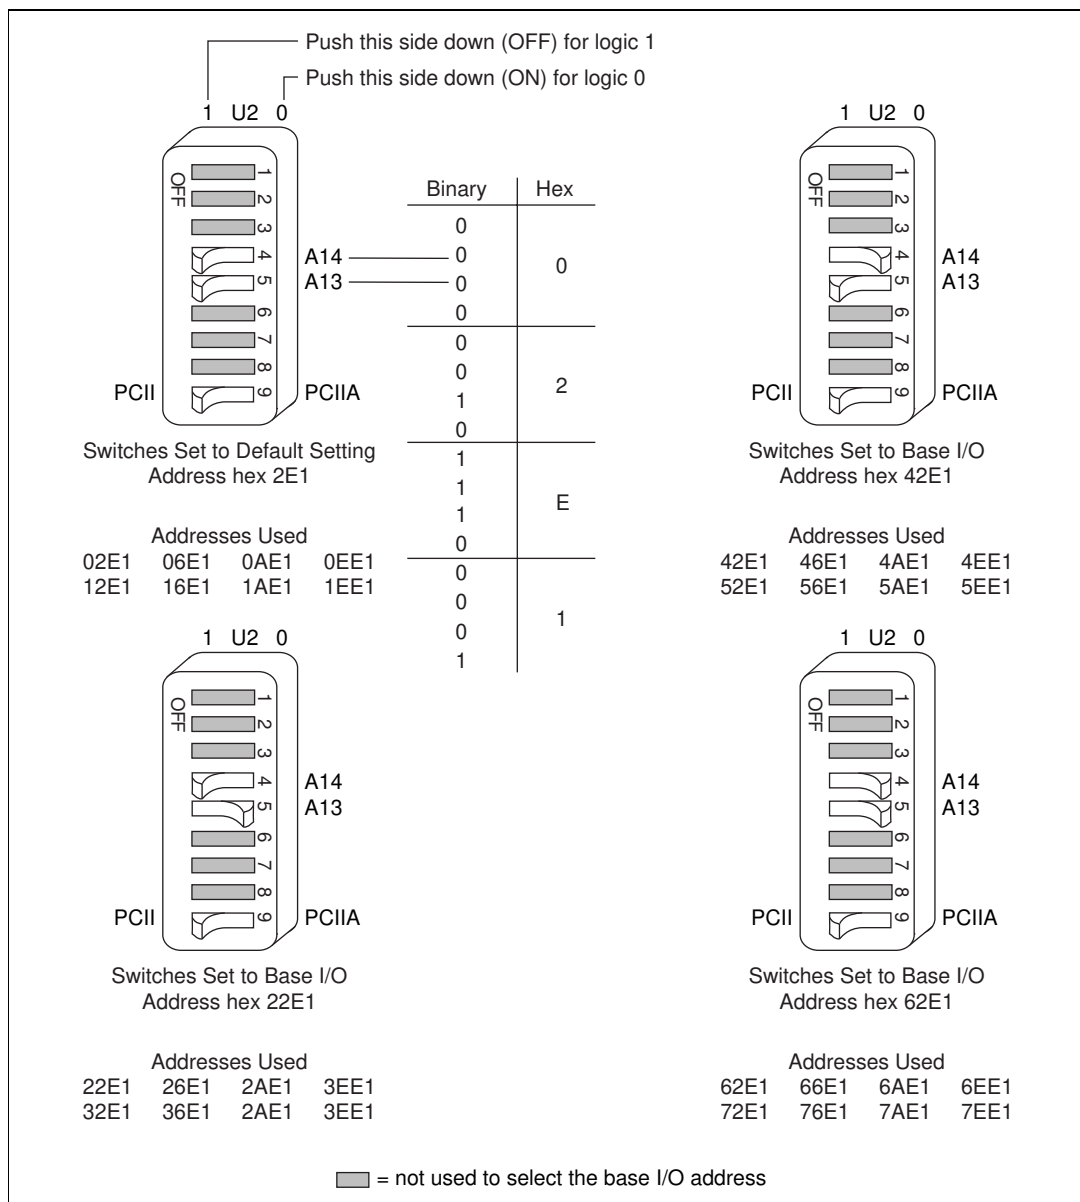 Push this side down (OFF) for logic 1
Push this side down (ON) for logic 0
1 U2 0
OFF
1
2
3
4 A14
5 A13
6
7
8
PCII 9 PCIIA
Switches Set to Default Setting
Address hex 2E1
Addresses Used
02E1 06E1 0AE1 0EE1
12E1 16E1 1AE1 1EE1
Binary Hex
0
0
0
0
0
0
0
1
0
2
1
1
1
0
E
0
0
0
1
1
1 U2 0
OFF
1
2
3
4 A14
5 A13
6
7
8
PCII 9 PCIIA
Switches Set to Base I/O
Address hex 42E1
Addresses Used
42E1 46E1 4AE1 4EE1
52E1 56E1 5AE1 5EE1
1 U2 0
OFF
1
2
3
4 A14
5 A13
6
7
8
PCII 9 PCIIA
Switches Set to Base I/O
Address hex 22E1
Addresses Used
22E1 26E1 2AE1 3EE1
32E1 36E1 2AE1 3EE1
1 U2 0
OFF
1
2
3
4 A14
5 A13
6
7
8
PCII 9 PCIIA
Switches Set to Base I/O
Address hex 62E1
Addresses Used
62E1 66E1 6AE1 6EE1
72E1 76E1 7AE1 7EE1
= not used to select the base I/O address